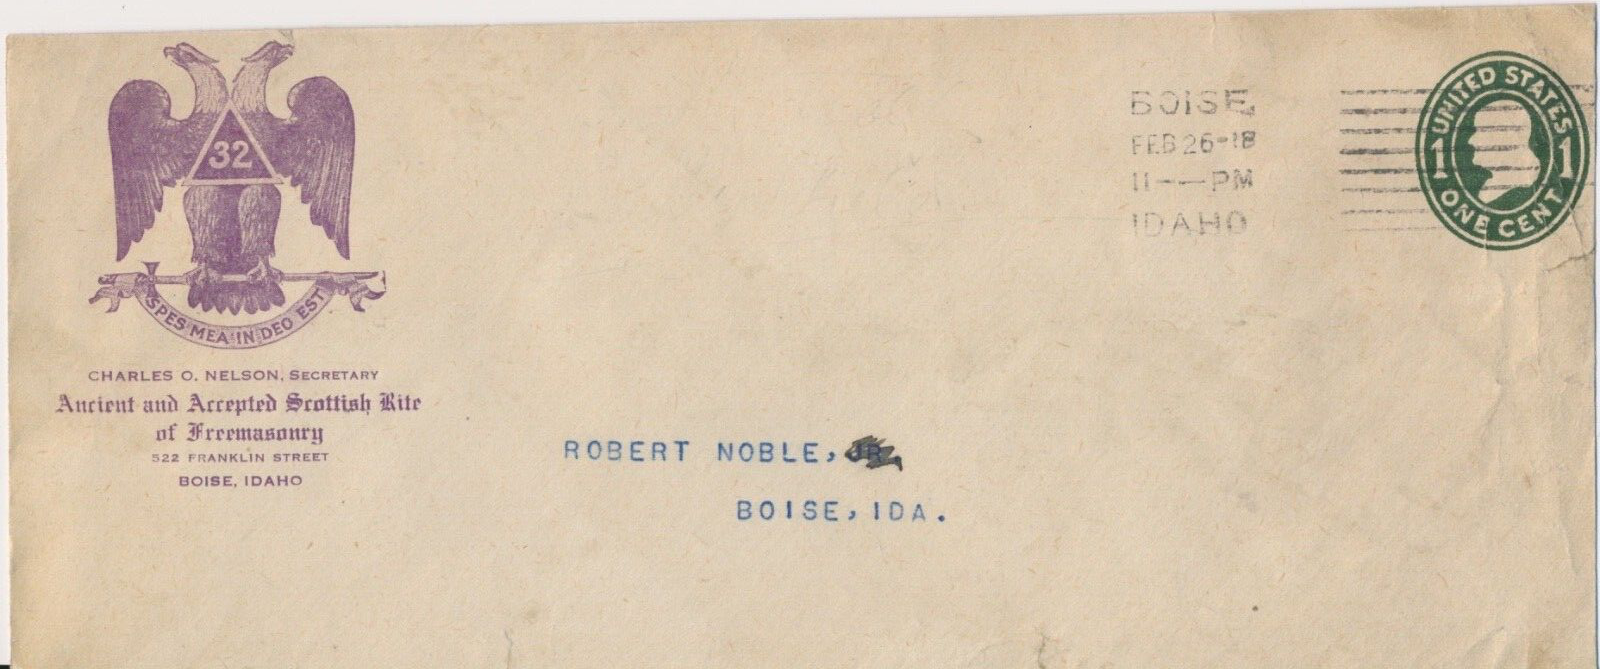 32
SPES MEA IN DEO EST
CHARLES O. NELSON, SECRETARY
Ancient and Accepted Scottish Rite
of Freemasonry
522 FRANKLIN STREET
BOISE, IDAHO
BOISE,
FEB 26-18
11--PM
IDAHO
UNITED STATES
1 1
ONE CENT
ROBERT NOBLE, JR.
BOISE, IDA.